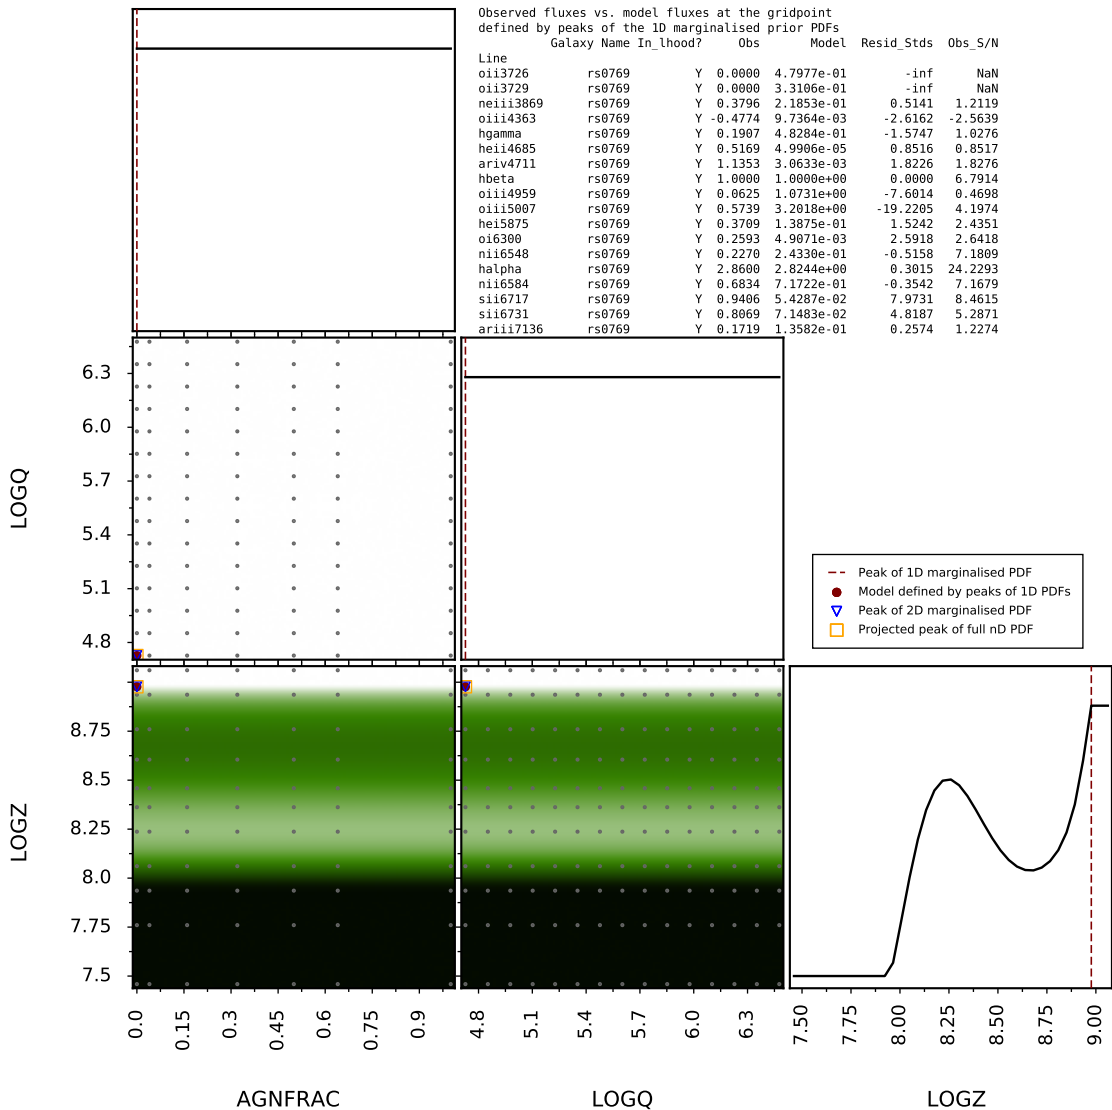 Observed fluxes vs. model fluxes at the gridpoint
defined by peaks of the 1D marginalised prior PDFs
Galaxy Name In_lhood? Obs Model Resid_Stds Obs_S/N
Line
oii3726 rs0769 Y 0.0000 4.7977e-01 -inf NaN
oii3729 rs0769 Y 0.0000 3.3106e-01 -inf NaN
neiii3869 rs0769 Y 0.3796 2.1853e-01 0.5141 1.2119
oiii4363 rs0769 Y -0.4774 9.7364e-03 -2.6162 -2.5639
hgamma rs0769 Y 0.1907 4.8284e-01 -1.5747 1.0276
heii4685 rs0769 Y 0.5169 4.9906e-05 0.8516 0.8517
ariv4711 rs0769 Y 1.1353 3.0633e-03 1.8226 1.8276
hbeta rs0769 Y 1.0000 1.0000e+00 0.0000 6.7914
oiii4959 rs0769 Y 0.0625 1.0731e+00 -7.6014 0.4698
oiii5007 rs0769 Y 0.5739 3.2018e+00 -19.2205 4.1974
hei5875 rs0769 Y 0.3709 1.3875e-01 1.5242 2.4351
oi6300 rs0769 Y 0.2593 4.9071e-03 2.5918 2.6418
nii6548 rs0769 Y 0.2270 2.4330e-01 -0.5158 7.1809
halpha rs0769 Y 2.8600 2.8244e+00 0.3015 24.2293
nii6584 rs0769 Y 0.6834 7.1722e-01 -0.3542 7.1679
sii6717 rs0769 Y 0.9406 5.4287e-02 7.9731 8.4615
sii6731 rs0769 Y 0.8069 7.1483e-02 4.8187 5.2871
ariii7136 rs0769 Y 0.1719 1.3582e-01 0.2574 1.2274
6.3
6.0
5.7
5.4
5.1
4.8
LOGQ
Peak of 1D marginalised PDF
Model defined by peaks of 1D PDFs
Peak of 2D marginalised PDF
Projected peak of full nD PDF
8.75
8.5
8.25
8.0
7.75
7.5
LOGZ
0.0 0.15 0.3 0.45 0.6 0.75 0.9
4.8 5.1 5.4 5.7 6.0 6.3
7.50 7.75 8.00 8.25 8.50 8.75 9.00
AGNFRAC LOGQ LOGZ